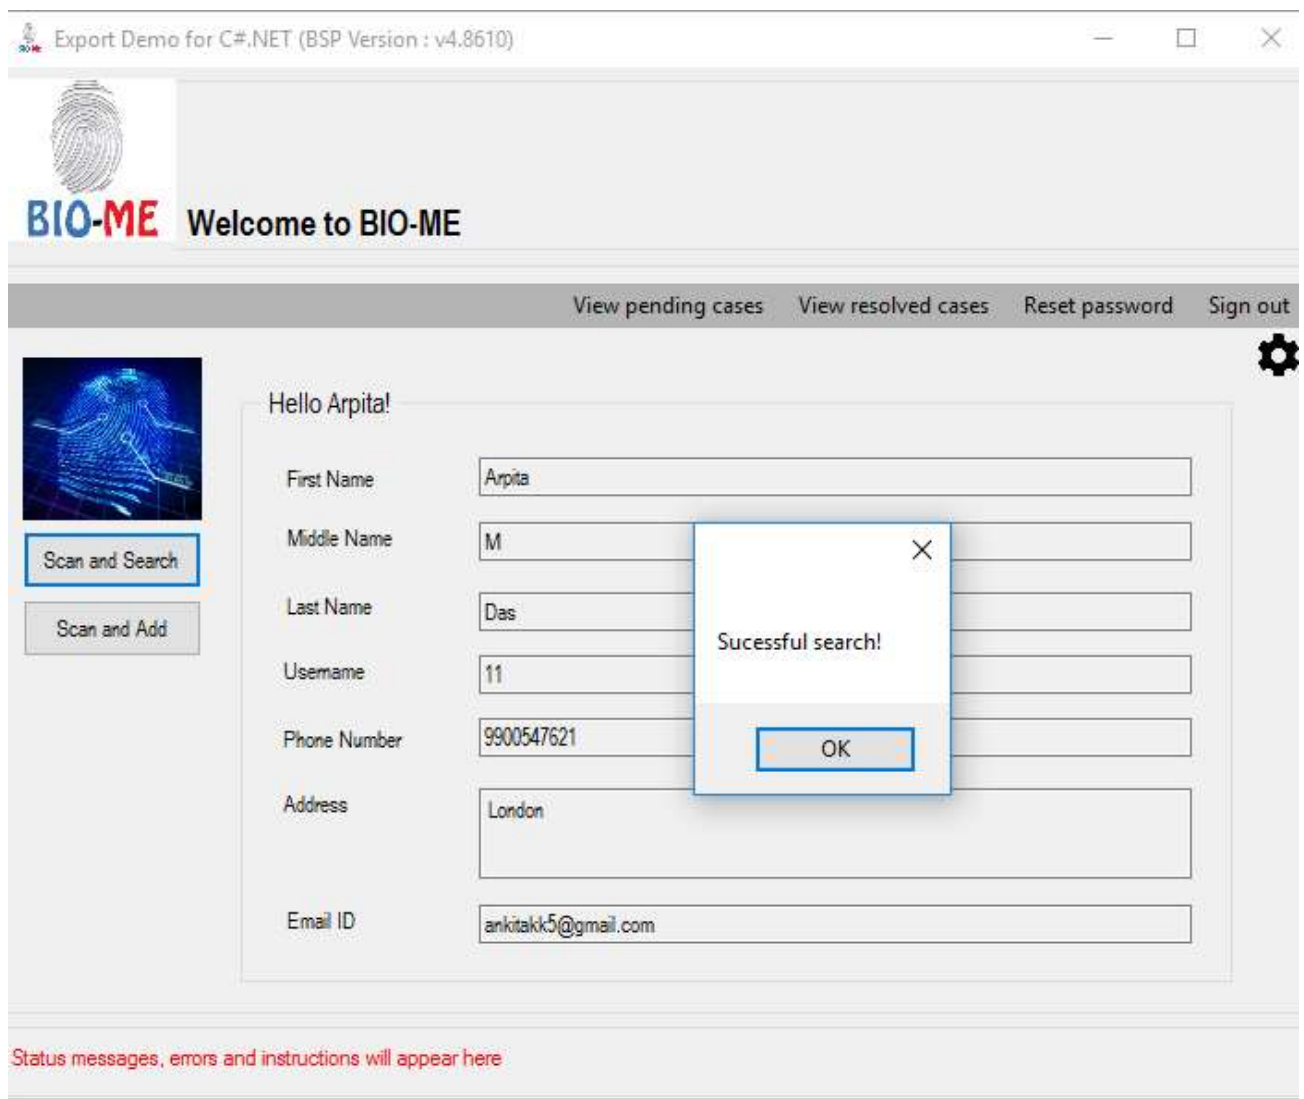 Export Demo for C#.NET (BSP Version : v4.8610)
BIO-ME
Welcome to BIO-ME
View pending cases View resolved cases Reset password Sign out
Hello Arpita!
First Name Arpita
Middle Name M
Scan and Search
Last Name Das
Scan and Add
Sucessful search!
Username 11
Phone Number 9900547621
OK
Address London
Email ID ankitakk5@gmail.com
Status messages, errors and instructions will appear here